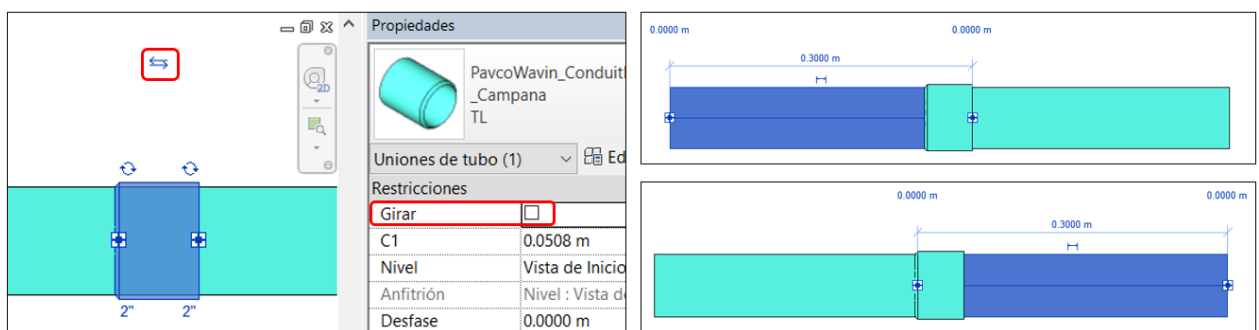 Propiedades
2D
PavcoWavin_Conduit
_Campana
TL
Uniones de tubo (1)
Ed
Restricciones
Girar
C1 0.0508 m
Nivel Vista de Inicio
Anfitrión Nivel : Vista d
Desfase 0.0000 m
2" 2"
0.0000 m 0.0000 m
0.3000 m
0.0000 m 0.0000 m
0.3000 m